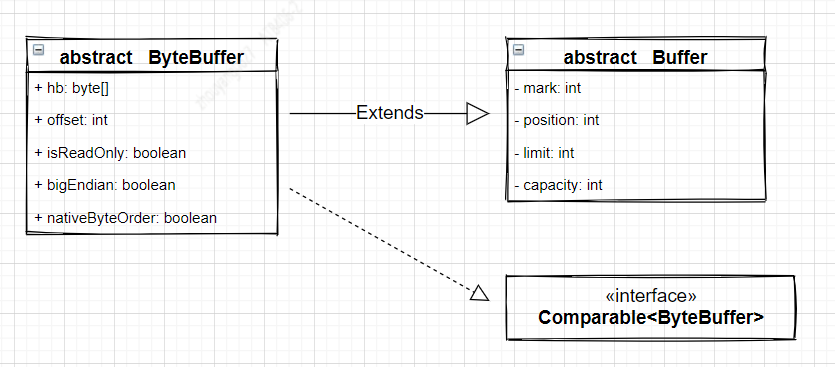 abstract ByteBuffer
+ hb: byte[]
+ offset: int
+ isReadOnly: boolean
+ bigEndian: boolean
+ nativeByteOrder: boolean
Extends
abstract Buffer
- mark: int
- position: int
- limit: int
- capacity: int
«interface»
Comparable<ByteBuffer>